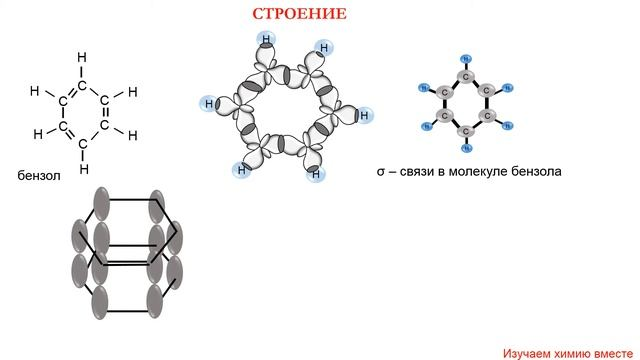 СТРОЕНИЕ
H
H C H
C C
C C
H C H
H
бензол
H H
H H
H H
H
H C H
C C
C C
H C H
H
σ – связи в молекуле бензола
Изучаем химию вместе